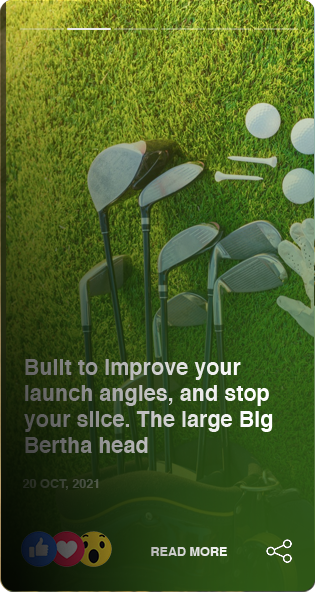 Built to improve your
launch angles, and stop
your slice. The large Big
Bertha head
20 OCT, 2021
READ MORE